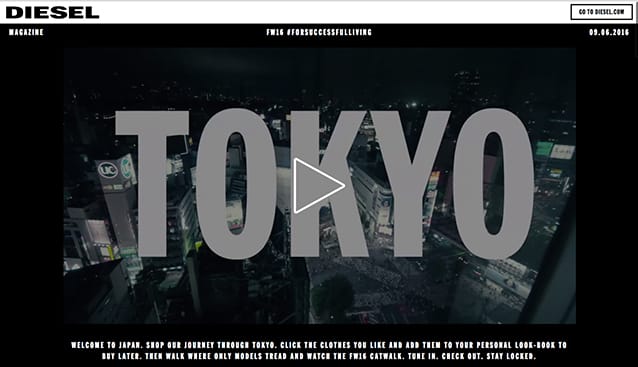 DIESEL
GO TO DIESEL.COM
MAGAZINE
FW16 #FORSUCCESSFULLIVING
09.06.2016
TOKYO
UC
WELCOME TO JAPAN. SHOP OUR JOURNEY THROUGH TOKYO. CLICK THE CLOTHES YOU LIKE AND ADD THEM TO YOUR PERSONAL LOOK-BOOK TO
BUY LATER. THEN WALK WHERE ONLY MODELS TREAD AND WATCH THE FW16 CATWALK. TUNE IN. CHECK OUT. STAY LOCKED.